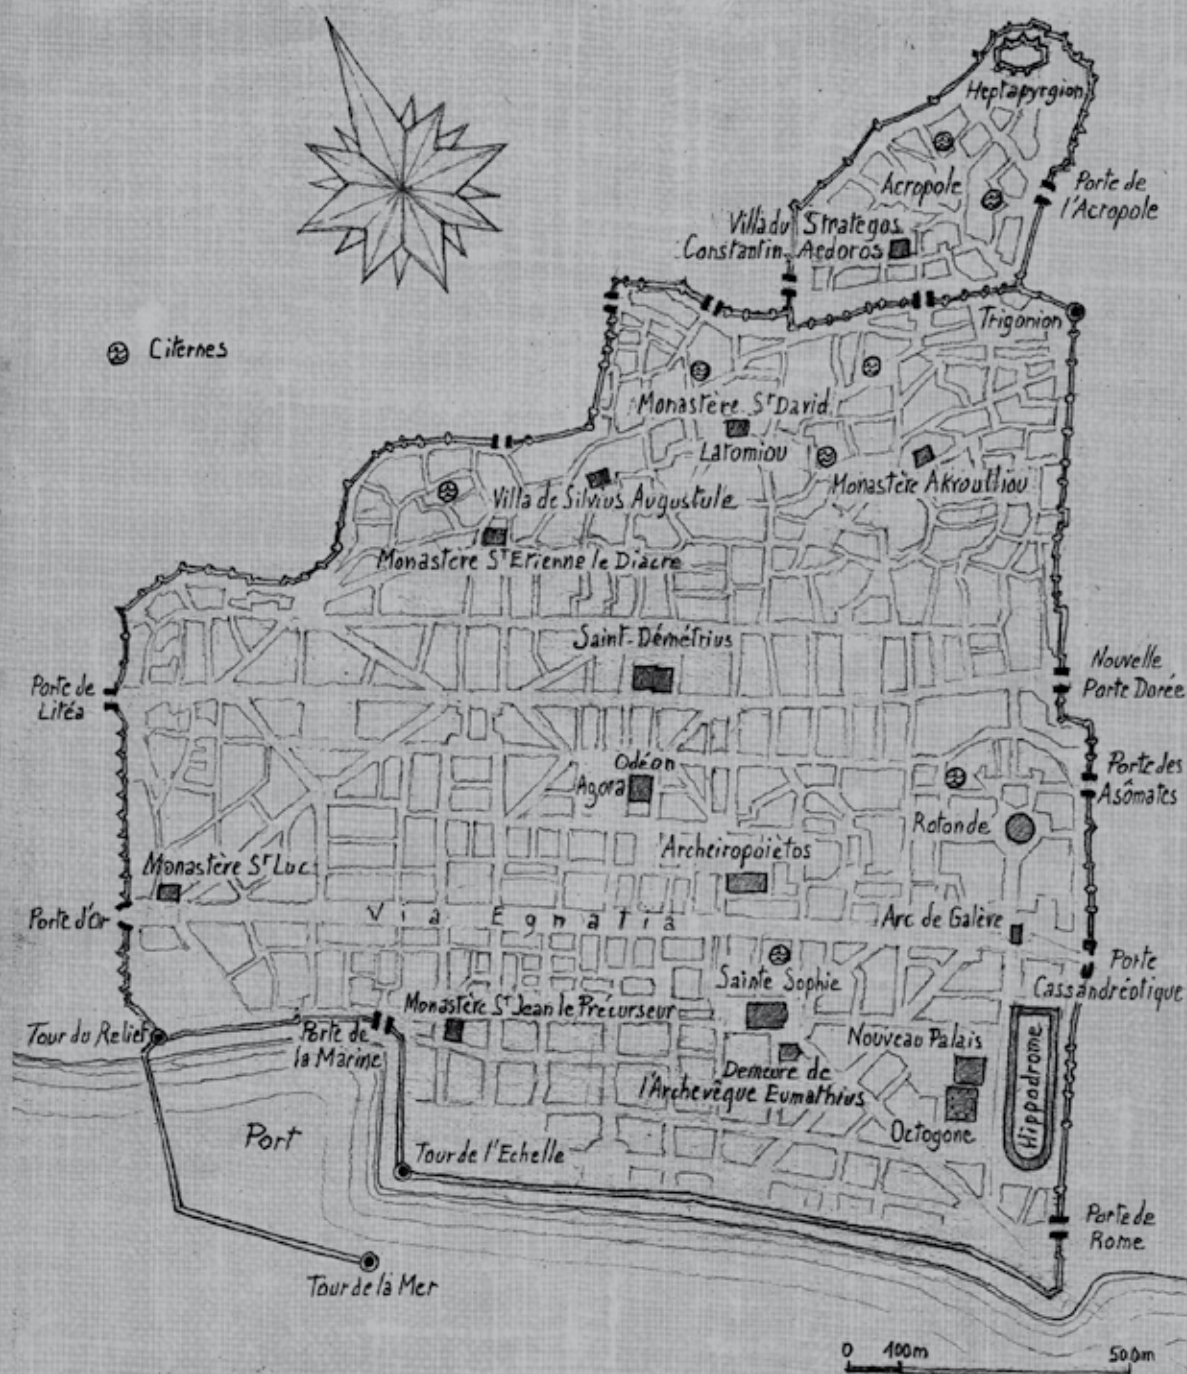 Heptapyrgion
Acropole
Porte de
l'Acropole
Villa du Strategos
Constantin Aedoros
Trigonion
Citernes
Monastère St David
Latomiou
Monastère Akroulliou
Villa de Silvius Augustule
Monastère St Etienne le Diacre
Saint-Démétrius
Porte de
Litéa
Nouvelle
Porte Dorée
Odéon
Agora
Porte des
Asômates
Rotonde
Archeiropoiètos
Monastère St Luc
Porte d'Or
Via Egnatia
Arc de Galève
Porte
Cassandréotique
Sainte Sophie
Monastère St Jean le Précurseur
Tour du Relief
Porte de
la Marine
Nouveau Palais
Demeure de
l'Archevêque Eumathius
Hippodrome
Octogone
Port
Tour de l'Echelle
Porte de
Rome
Tour de la Mer
0 100m 500m